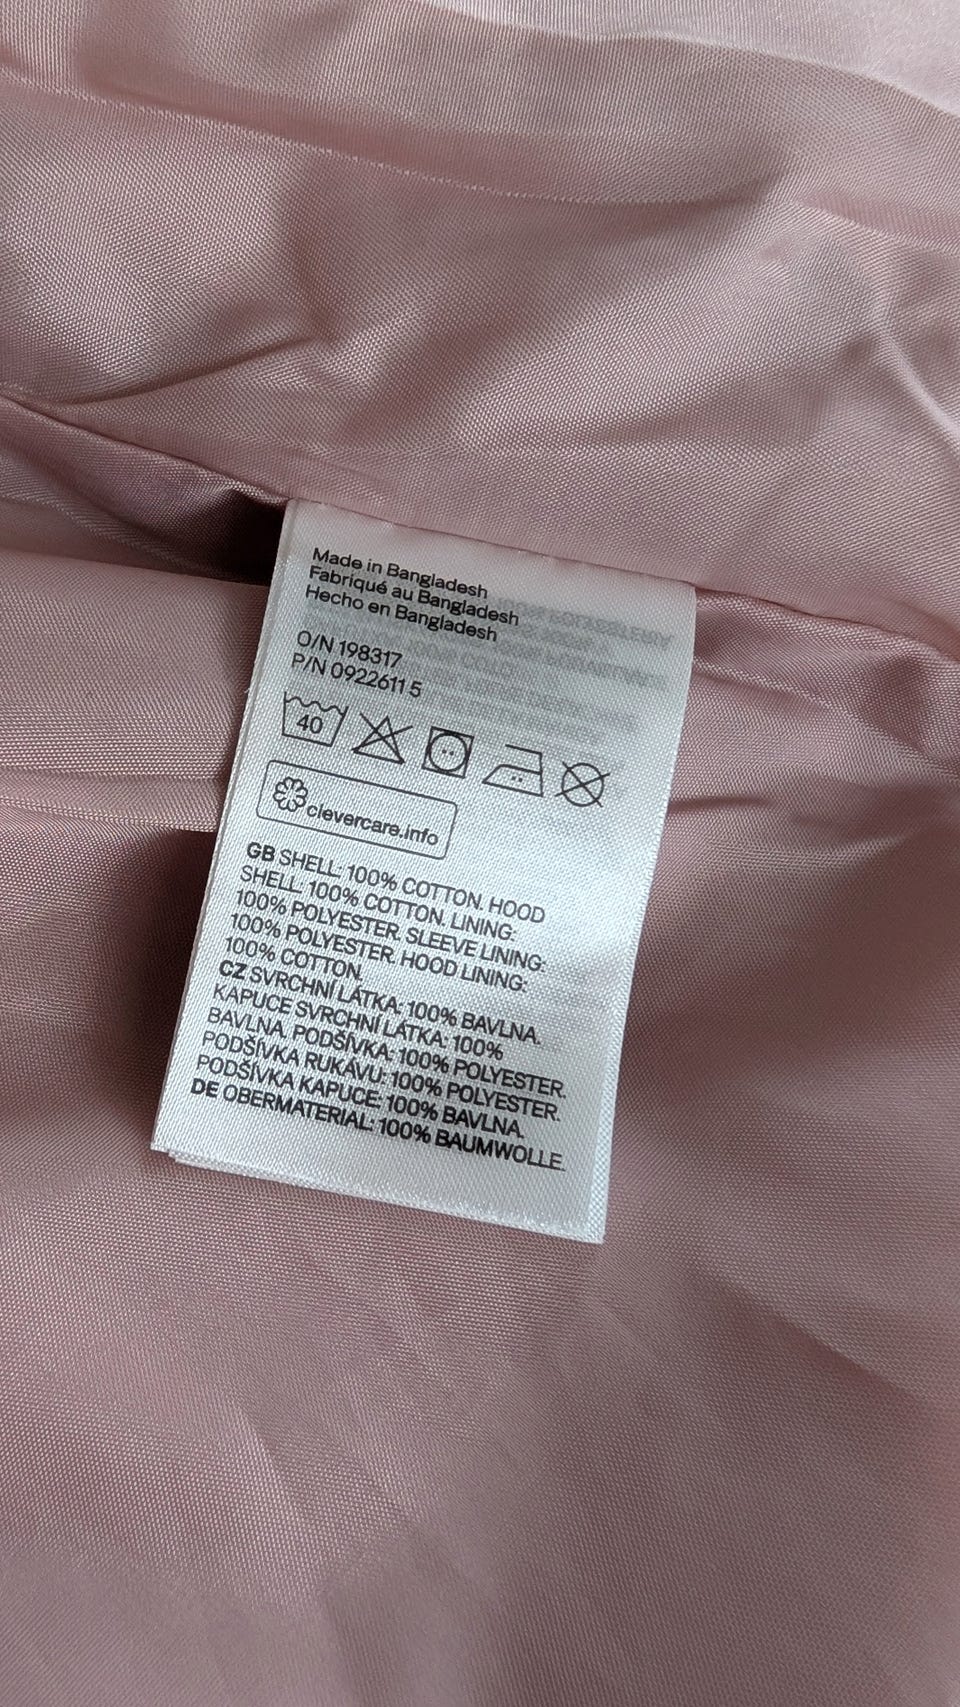 Made in Bangladesh
Fabriqué au Bangladesh
Hecho en Bangladesh
O/N 198317
P/N 0922611 5
40
clevercare.info
GB SHELL: 100% COTTON. HOOD
SHELL: 100% COTTON. LINING:
100% POLYESTER. SLEEVE LINING:
100% POLYESTER. HOOD LINING:
100% COTTON.
CZ SVRCHNÍ LÁTKA: 100% BAVLNA.
KAPUCE SVRCHNÍ LÁTKA: 100%
BAVLNA. PODŠÍVKA: 100% POLYESTER.
PODŠÍVKA RUKÁVU: 100% POLYESTER.
PODŠÍVKA KAPUCE: 100% BAVLNA.
DE OBERMATERIAL: 100% BAUMWOLLE.